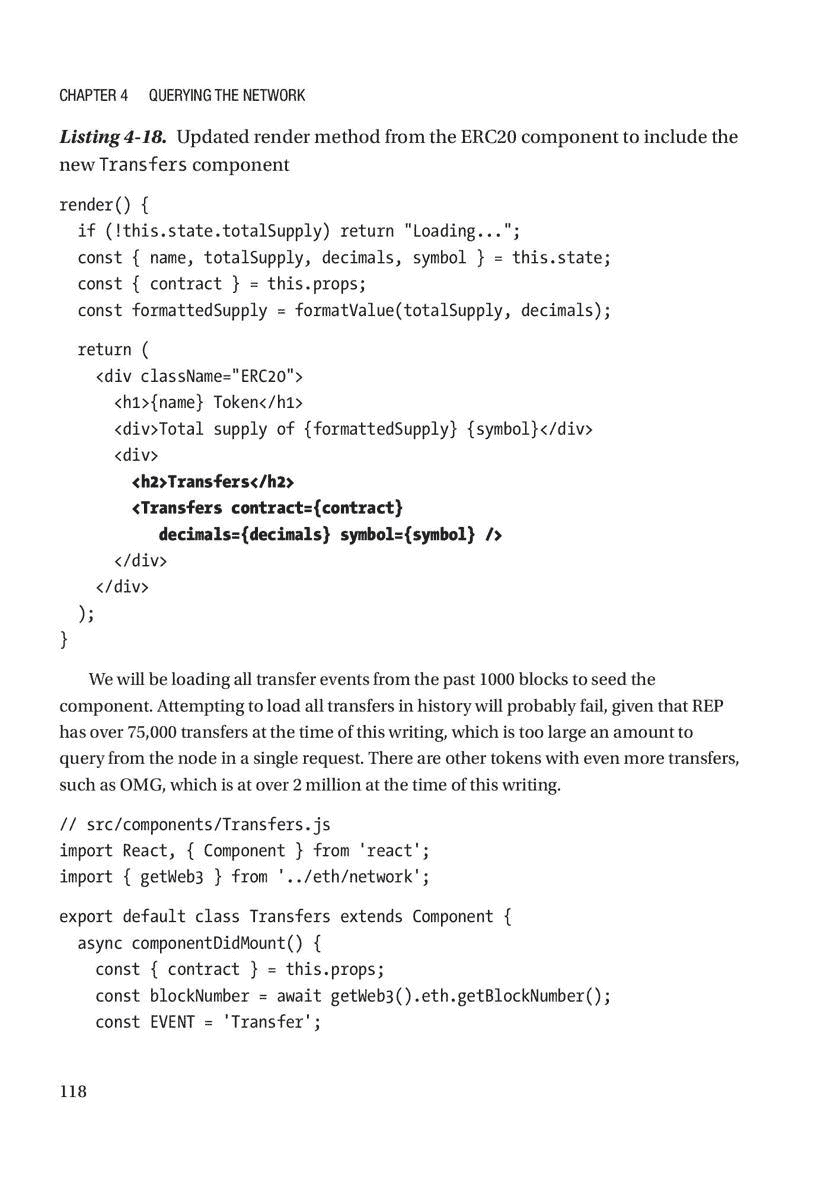 CHAPTER 4 QUERYING THE NETWORK
Listing 4-18. Updated render method from the ERC20 component to include the
new Transfers component
render() {
  if (!this.state.totalSupply) return "Loading...";
  const { name, totalSupply, decimals, symbol } = this.state;
  const { contract } = this.props;
  const formattedSupply = formatValue(totalSupply, decimals);
  return (
    <div className="ERC20">
      <h1>{name} Token</h1>
      <div>Total supply of {formattedSupply} {symbol}</div>
      <div>
        <h2>Transfers</h2>
        <Transfers contract={contract}
           decimals={decimals} symbol={symbol} />
      </div>
    </div>
  );
}
We will be loading all transfer events from the past 1000 blocks to seed the
component. Attempting to load all transfers in history will probably fail, given that REP
has over 75,000 transfers at the time of this writing, which is too large an amount to
query from the node in a single request. There are other tokens with even more transfers,
such as OMG, which is at over 2 million at the time of this writing.
// src/components/Transfers.js
import React, { Component } from 'react';
import { getWeb3 } from '../eth/network';
export default class Transfers extends Component {
  async componentDidMount() {
    const { contract } = this.props;
    const blockNumber = await getWeb3().eth.getBlockNumber();
    const EVENT = 'Transfer';
118